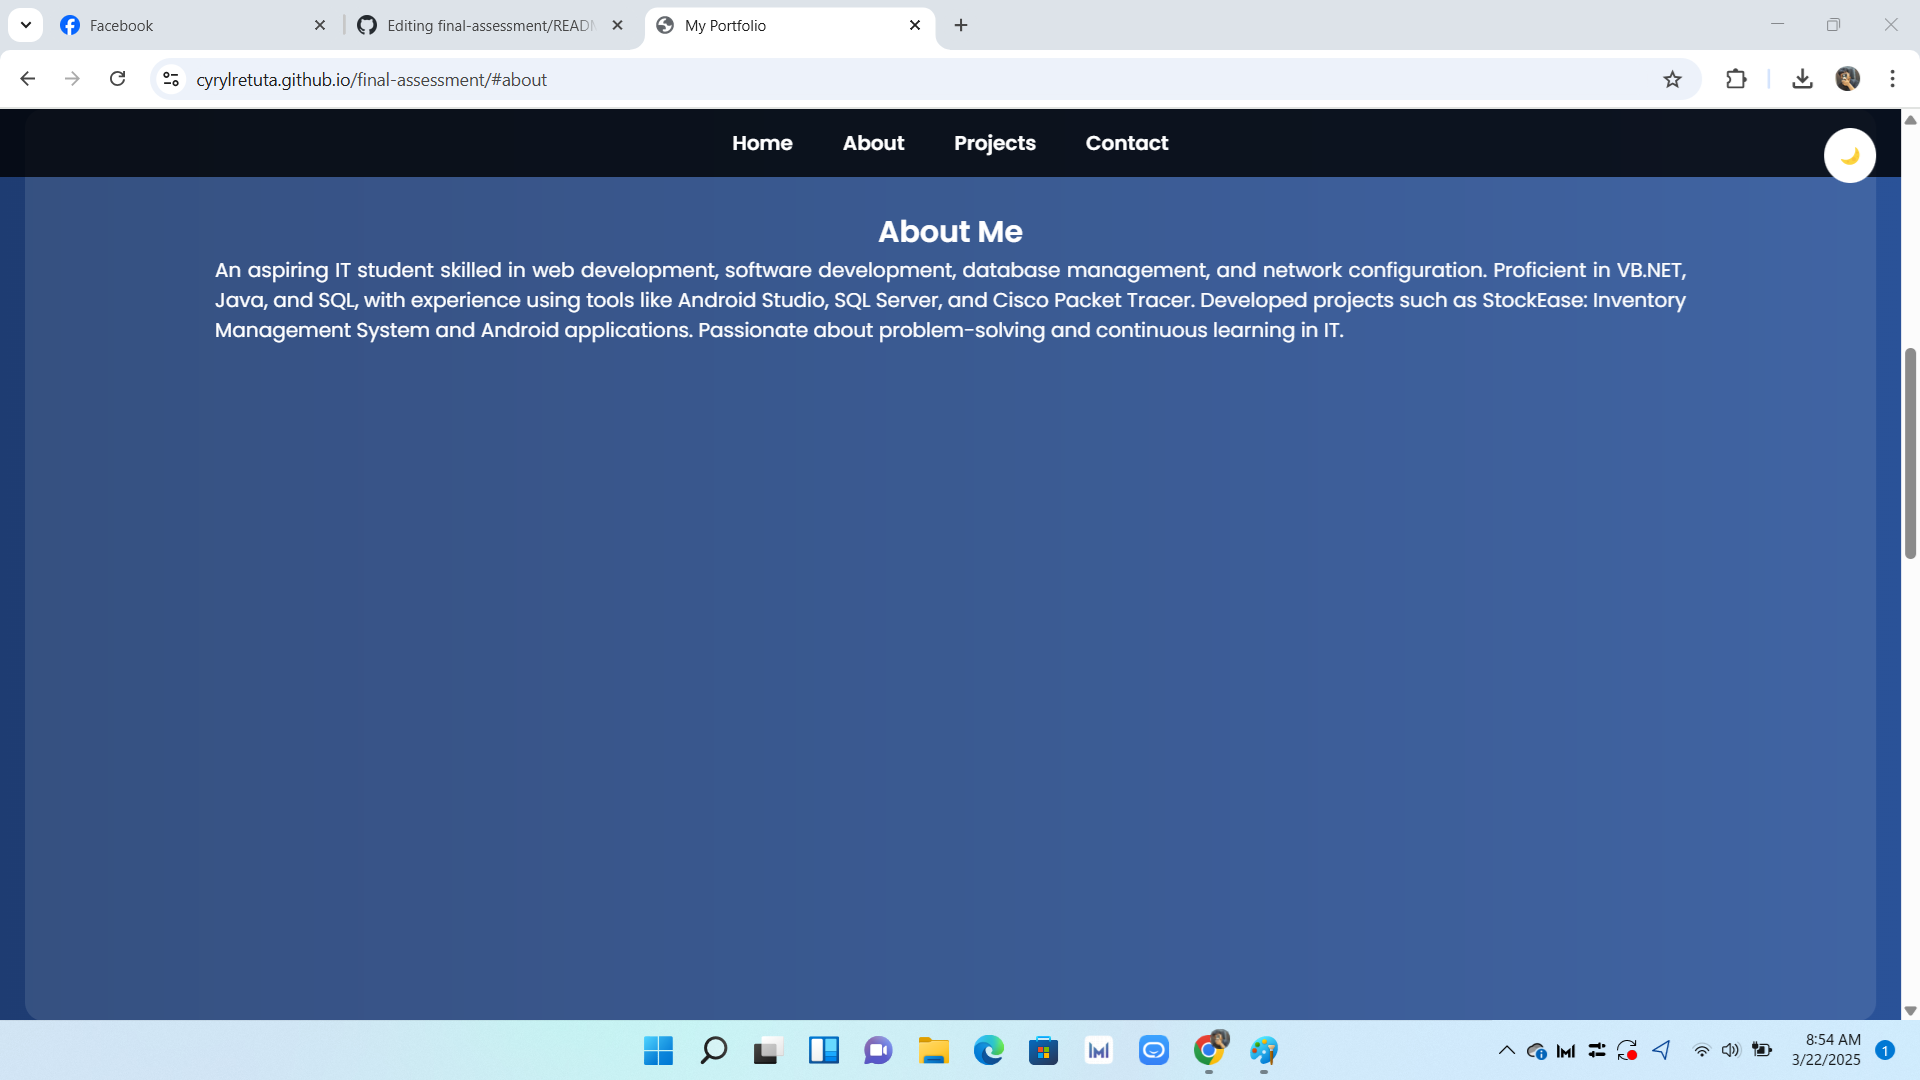 Facebook
Editing final-assessment/READ
My Portfolio
cyrylretuta.github.io/final-assessment/#about
Home About Projects Contact
About Me
An aspiring IT student skilled in web development, software development, database management, and network configuration. Proficient in VB.NET,
Java, and SQL, with experience using tools like Android Studio, SQL Server, and Cisco Packet Tracer. Developed projects such as StockEase: Inventory
Management System and Android applications. Passionate about problem-solving and continuous learning in IT.
8:54 AM
3/22/2025
1